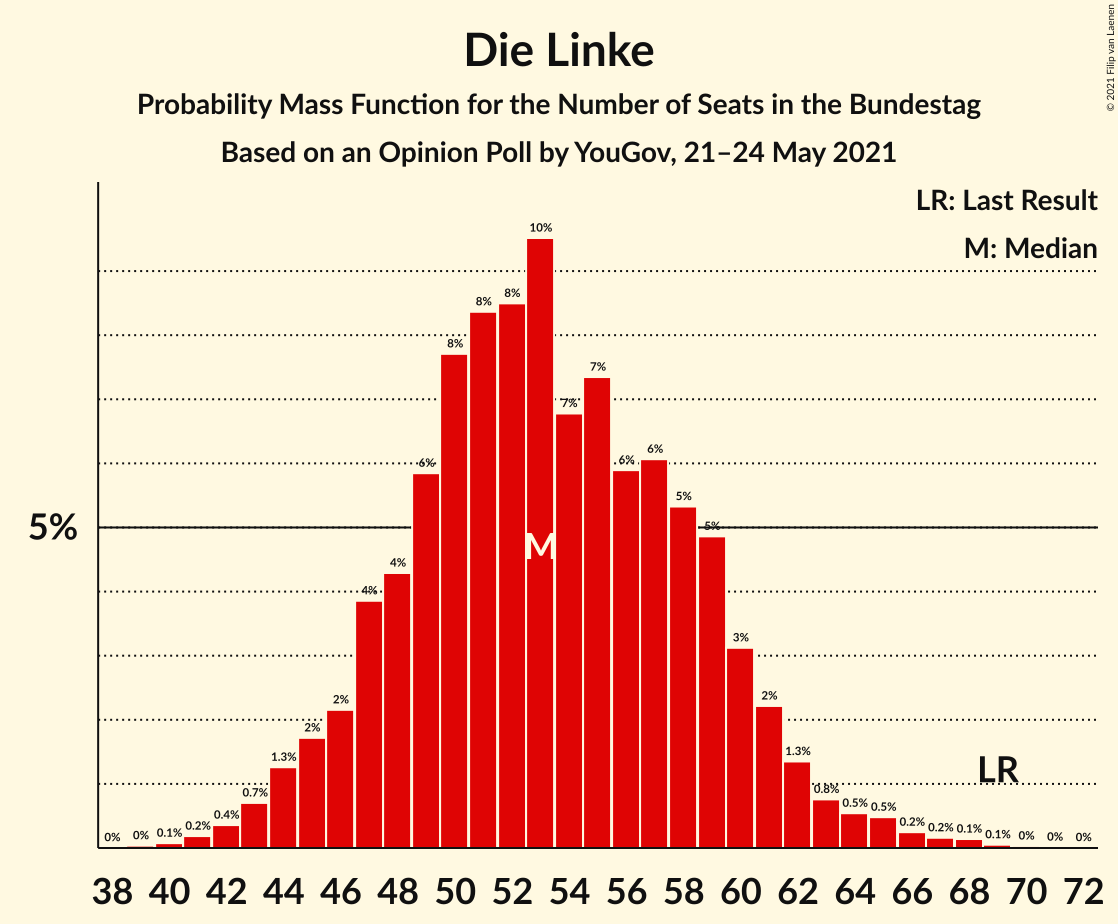 Die Linke
Probability Mass Function for the Number of Seats in the Bundestag
Based on an Opinion Poll by YouGov, 21–24 May 2021
© 2021 Filip van Laenen
LR: Last Result
M: Median
5%
0% 0% 0.1% 0.2% 0.4% 0.7% 1.3% 2% 2% 4% 4% 6% 8% 8% 8% 10% 7% 7% 6% 6% 5% 5% 3% 2% 1.3% 0.8% 0.5% 0.5% 0.2% 0.2% 0.1% 0.1% 0% 0% 0%
M
LR
38 40 42 44 46 48 50 52 54 56 58 60 62 64 66 68 70 72